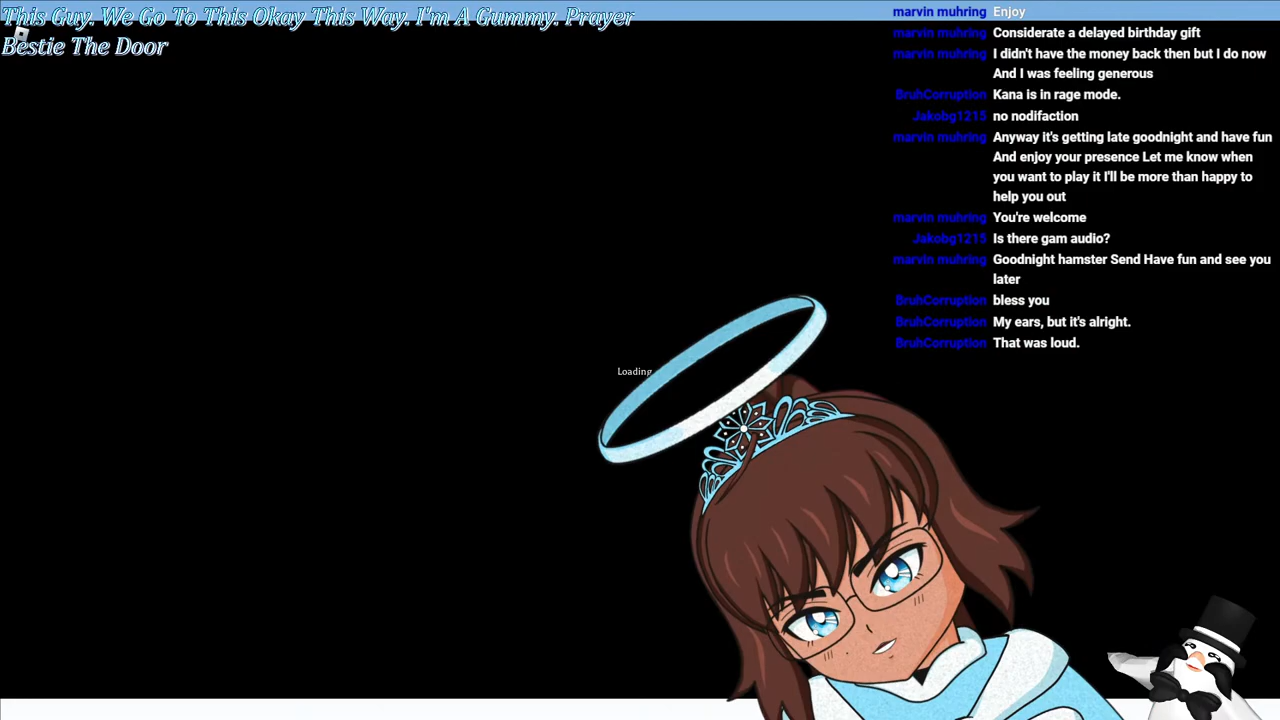 This Guy. We Go To This Okay This Way. I'm A Gummy. Prayer
Bestie The Door
marvin muhring Enjoy
marvin muhring Considerate a delayed birthday gift
marvin muhring I didn't have the money back then but I do now
And I was feeling generous
BruhCorruption Kana is in rage mode.
Jakobg1215 no nodifaction
marvin muhring Anyway it's getting late goodnight and have fun
And enjoy your presence Let me know when
you want to play it I'll be more than happy to
help you out
marvin muhring You're welcome
Jakobg1215 Is there gam audio?
marvin muhring Goodnight hamster Send Have fun and see you
later
BruhCorruption bless you
BruhCorruption My ears, but it's alright.
BruhCorruption That was loud.
Loading